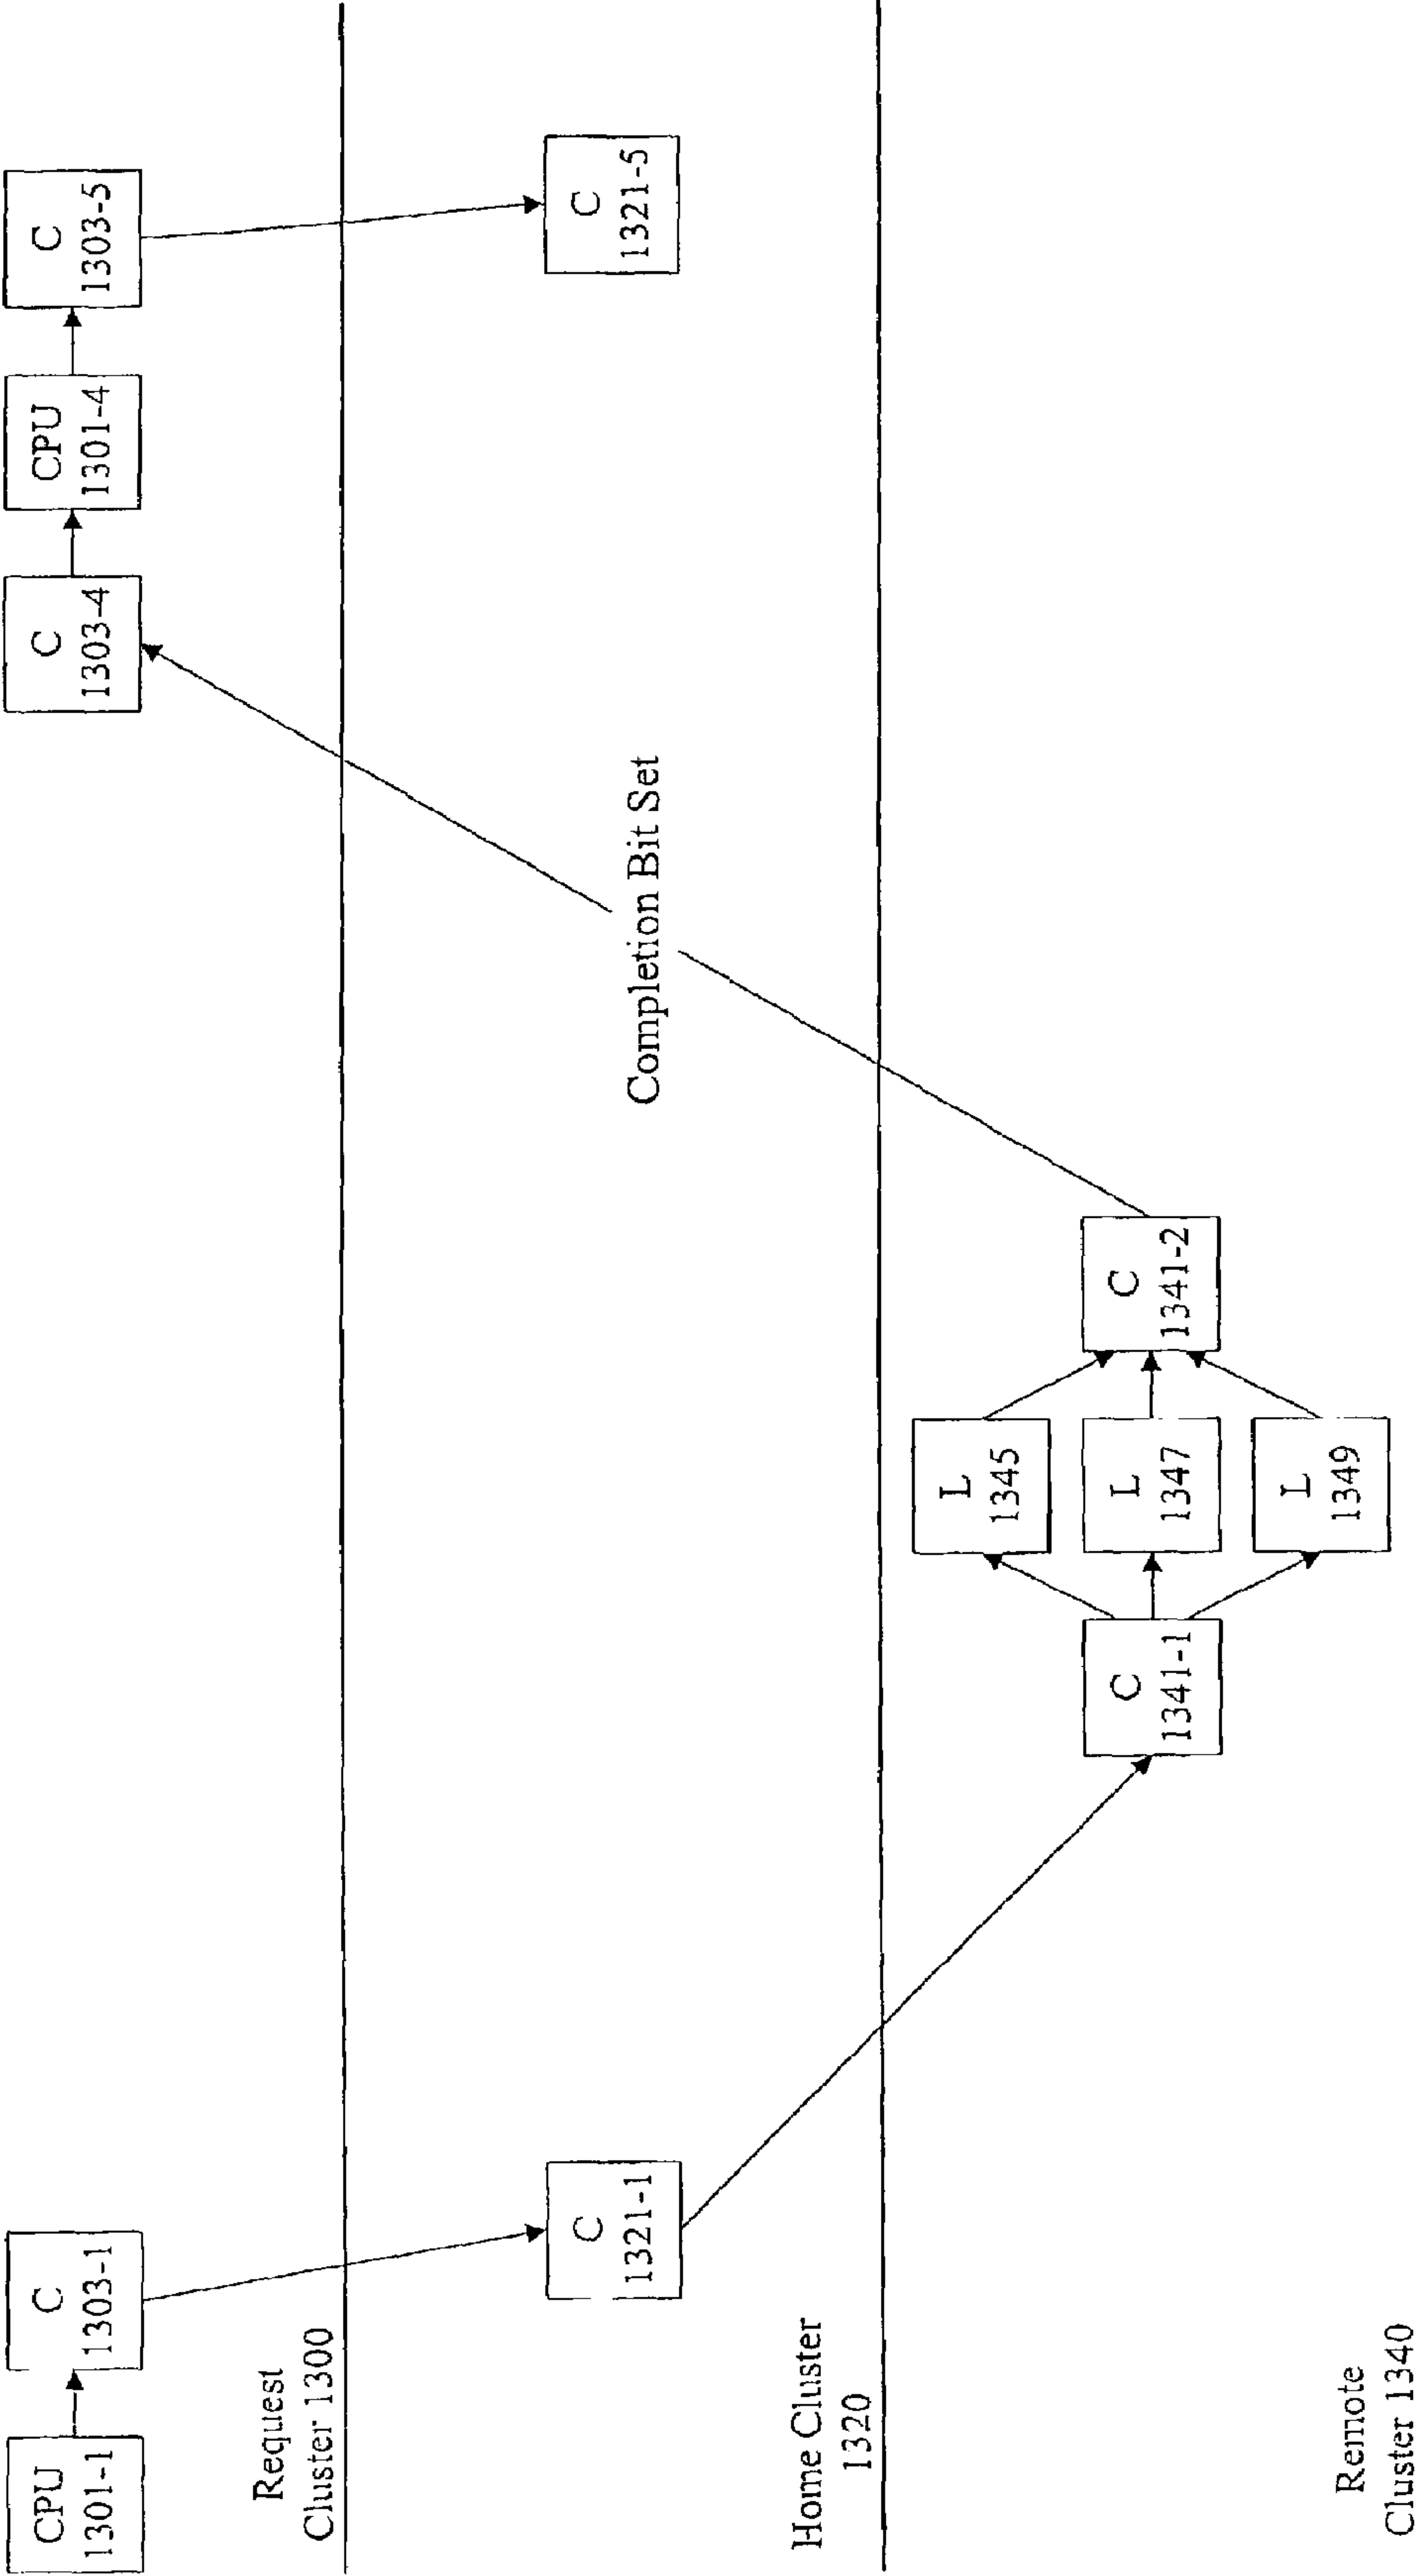 CPU
1301-1
C
1303-1
C
1303-4
CPU
1301-4
C
1303-5
Request
Cluster 1300
C
1321-1
Completion Bit Set
C
1321-5
Home Cluster
1320
L
1345
C
1341-1
L
1347
C
1341-2
L
1349
Remote
Cluster 1340